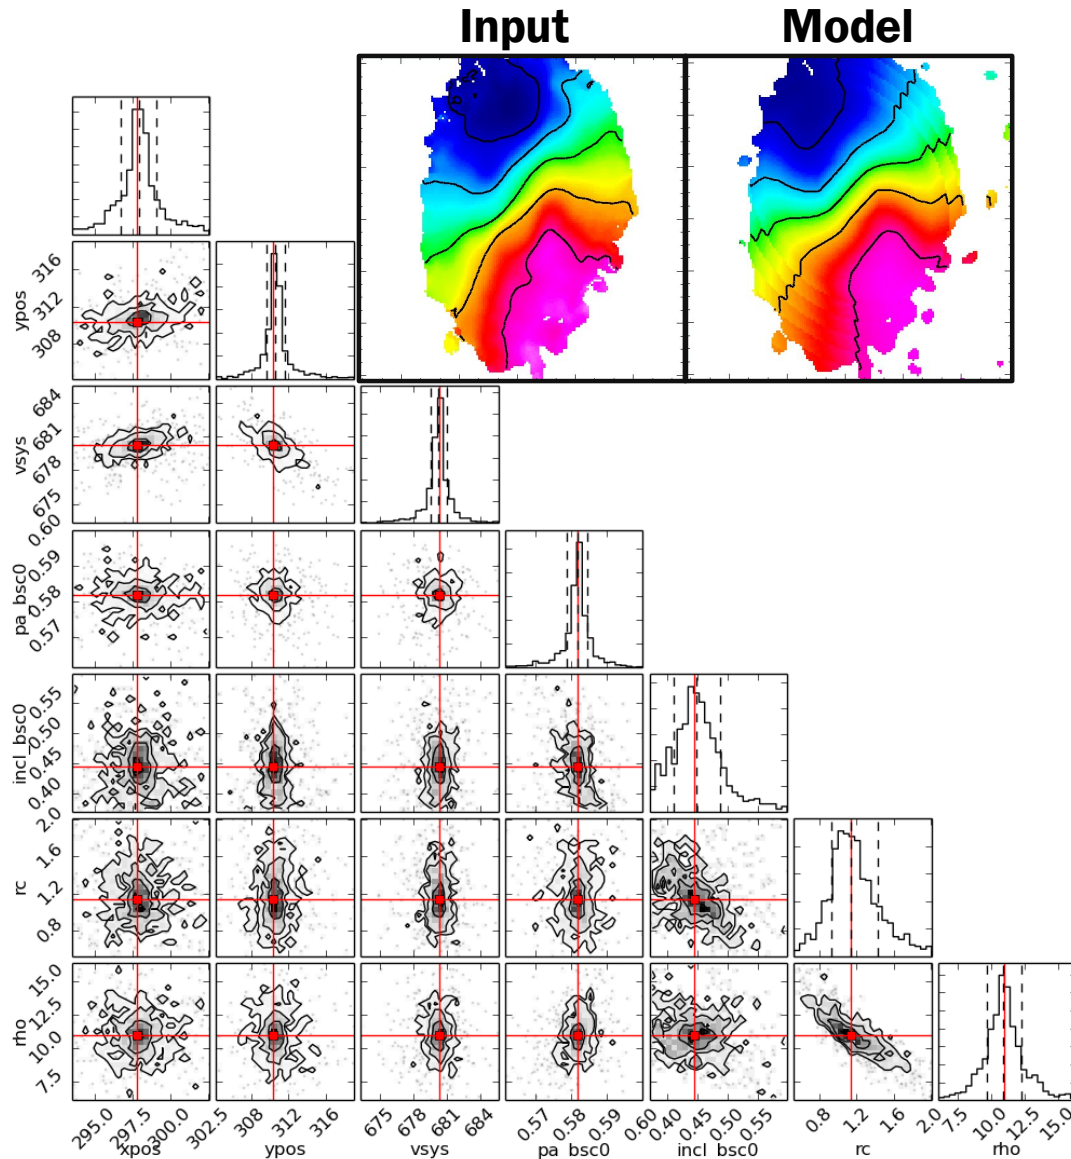 Input Model
316
312
308
ypos
684
681
678
675
vsys
0.60
0.59
0.58
0.57
pa_bsc0
0.55
0.50
0.45
0.40
incl_bsc0
2.0
1.6
1.2
0.8
rc
15.0
12.5
10.0
7.5
rho
295.0 297.5 300.0 302.5 308 312 316 675 678 681 684 0.57 0.58 0.59 0.60 0.40 0.45 0.50 0.55 0.8 1.2 1.6 2.0 7.5 10.0 12.5 15.0
xpos ypos vsys pa_bsc0 incl_bsc0 rc rho